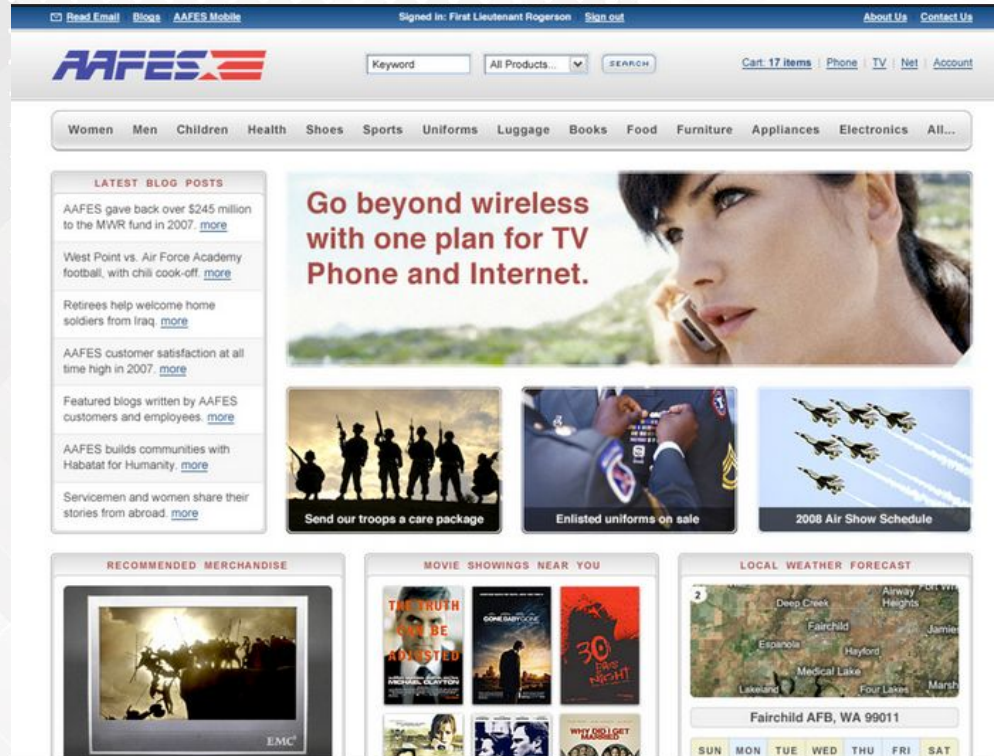 Read Email Blogs AAFES Mobile Signed in: First Lieutenant Rogerson Sign out About Us Contact Us
AAFES
Keyword All Products... SEARCH Cart: 17 items Phone TV Net Account
Women Men Children Health Shoes Sports Uniforms Luggage Books Food Furniture Appliances Electronics All...
LATEST BLOG POSTS
AAFES gave back over $245 million
to the MWR fund in 2007. more
West Point vs. Air Force Academy
football, with chili cook-off. more
Retirees help welcome home
soldiers from Iraq. more
AAFES customer satisfaction at all
time high in 2007. more
Featured blogs written by AAFES
customers and employees. more
AAFES builds communities with
Habatat for Humanity. more
Servicemen and women share their
stories from abroad. more
Go beyond wireless
with one plan for TV
Phone and Internet.
Send our troops a care package
Enlisted uniforms on sale
2008 Air Show Schedule
RECOMMENDED MERCHANDISE
EMC
MOVIE SHOWINGS NEAR YOU
THE TRUTH
CAN BE
ADJUSTED
MICHAEL CLAYTON
GONE BABY GONE
30
DAYS
NIGHT
WHY DID I GET
MARRIED
LOCAL WEATHER FORECAST
2
Airway
Heights
Deep Creek
Fairchild
Jamie
Espanola
Hayford
Medical Lake
Lakeland
Four Lakes
Marsh
Fairchild AFB, WA 99011
SUN MON TUE WED THU FRI SAT